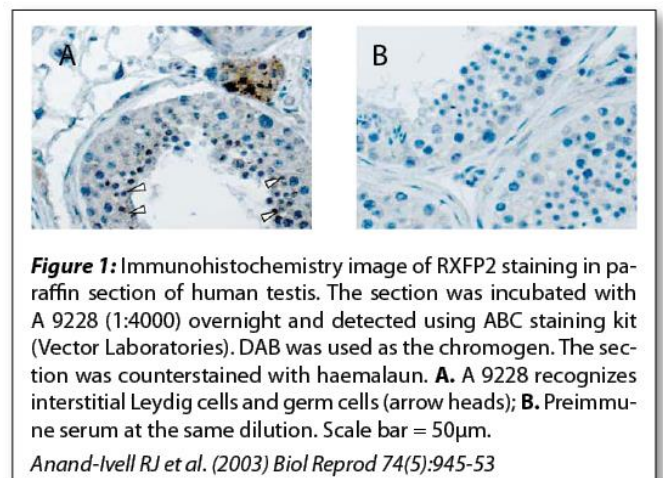 A
B
Figure 1: Immunohistochemistry image of RXFP2 staining in pa-
raffin section of human testis. The section was incubated with
A 9228 (1:4000) overnight and detected using ABC staining kit
(Vector Laboratories). DAB was used as the chromogen. The sec-
tion was counterstained with haemalaun. A. A 9228 recognizes
interstitial Leydig cells and germ cells (arrow heads); B. Preimmu-
ne serum at the same dilution. Scale bar = 50µm.
Anand-Ivell RJ et al. (2003) Biol Reprod 74(5):945-53